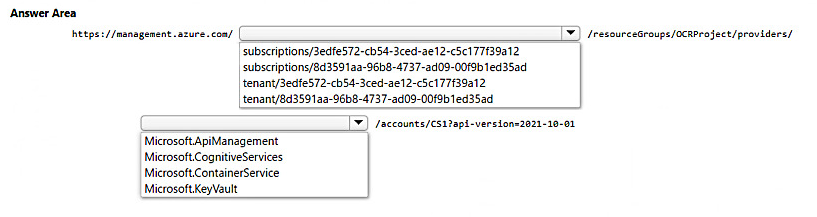 Answer Area
https://management.azure.com/ /resourceGroups/OCRProject/providers/
subscriptions/3edfe572-cb54-3ced-ae12-c5c177f39a12
subscriptions/8d3591aa-96b8-4737-ad09-00f9b1ed35ad
tenant/3edfe572-cb54-3ced-ae12-c5c177f39a12
tenant/8d3591aa-96b8-4737-ad09-00f9b1ed35ad
/accounts/CS1?api-version=2021-10-01
Microsoft.ApiManagement
Microsoft.CognitiveServices
Microsoft.ContainerService
Microsoft.KeyVault